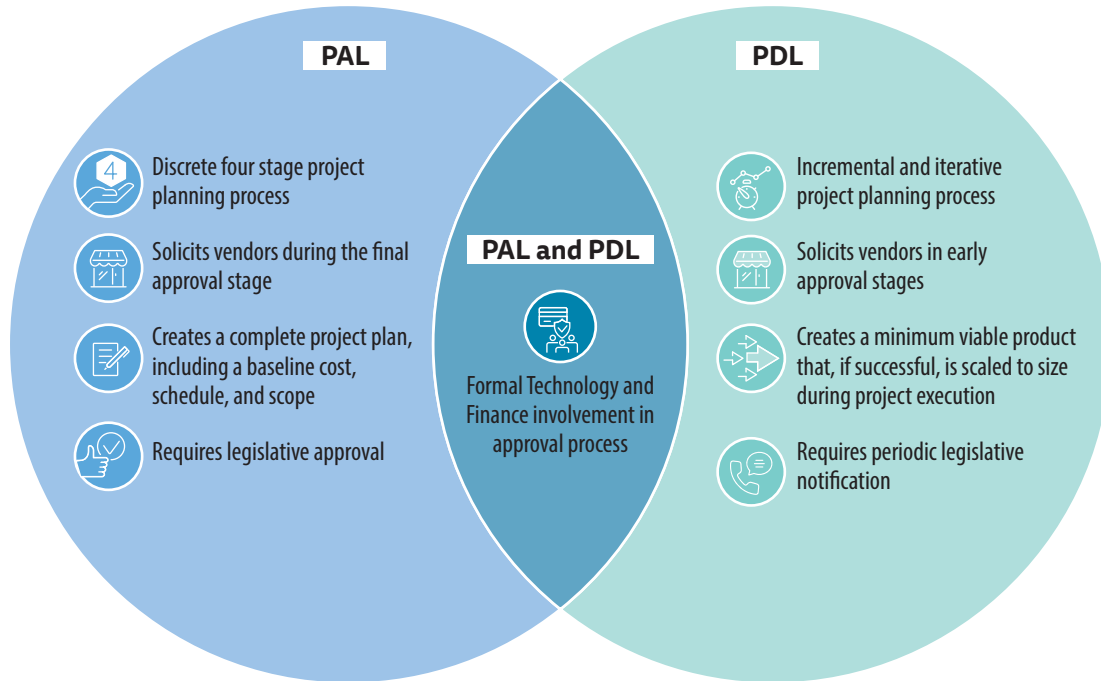 PAL
Discrete four stage project
planning process
Solicits vendors during the final
approval stage
Creates a complete project plan,
including a baseline cost,
schedule, and scope
Requires legislative approval
PAL and PDL
Formal Technology and
Finance involvement in
approval process
PDL
Incremental and iterative
project planning process
Solicits vendors in early
approval stages
Creates a minimum viable product
that, if successful, is scaled to size
during project execution
Requires periodic legislative
notification
4